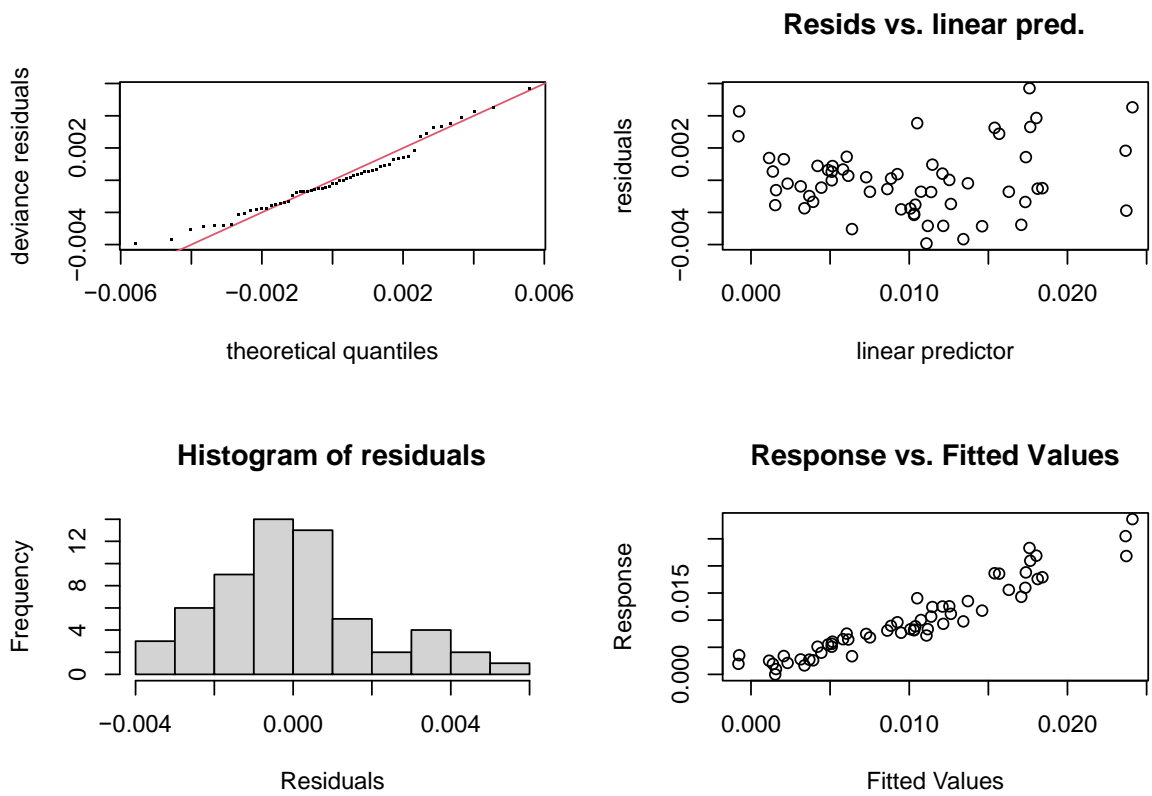 deviance residuals
−0.004
0.002
−0.006
−0.002
0.002
0.006
theoretical quantiles
Resids vs. linear pred.
residuals
−0.004
0.002
0.000
0.010
0.020
linear predictor
Histogram of residuals
Frequency
0
4
8
12
−0.004
0.000
0.004
Residuals
Response vs. Fitted Values
Response
0.000
0.015
0.000
0.010
0.020
Fitted Values